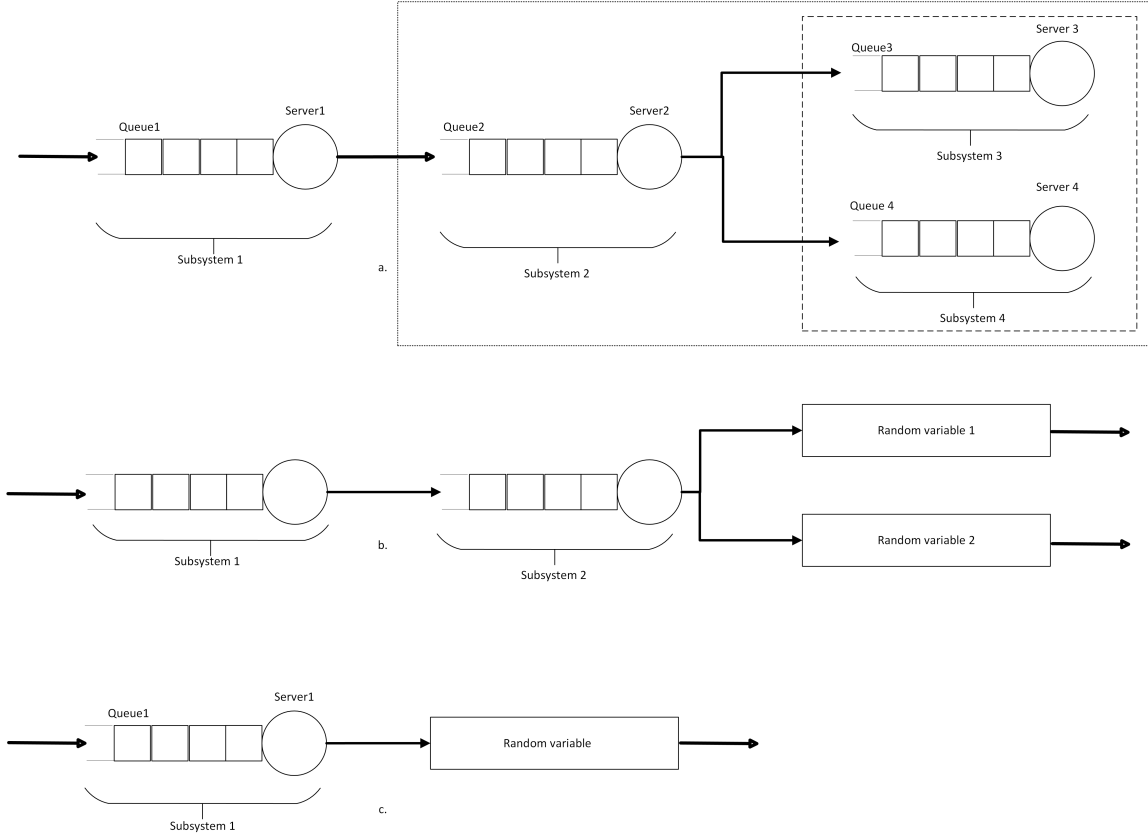 Server 3
Queue3
Server1
Server2
Queue1
Queue2
Subsystem 3
Server 4
Queue 4
Subsystem 1
a.
Subsystem 2
Subsystem 4
Random variable 1
Random variable 2
Subsystem 1
b.
Subsystem 2
Server1
Queue1
Random variable
Subsystem 1
c.